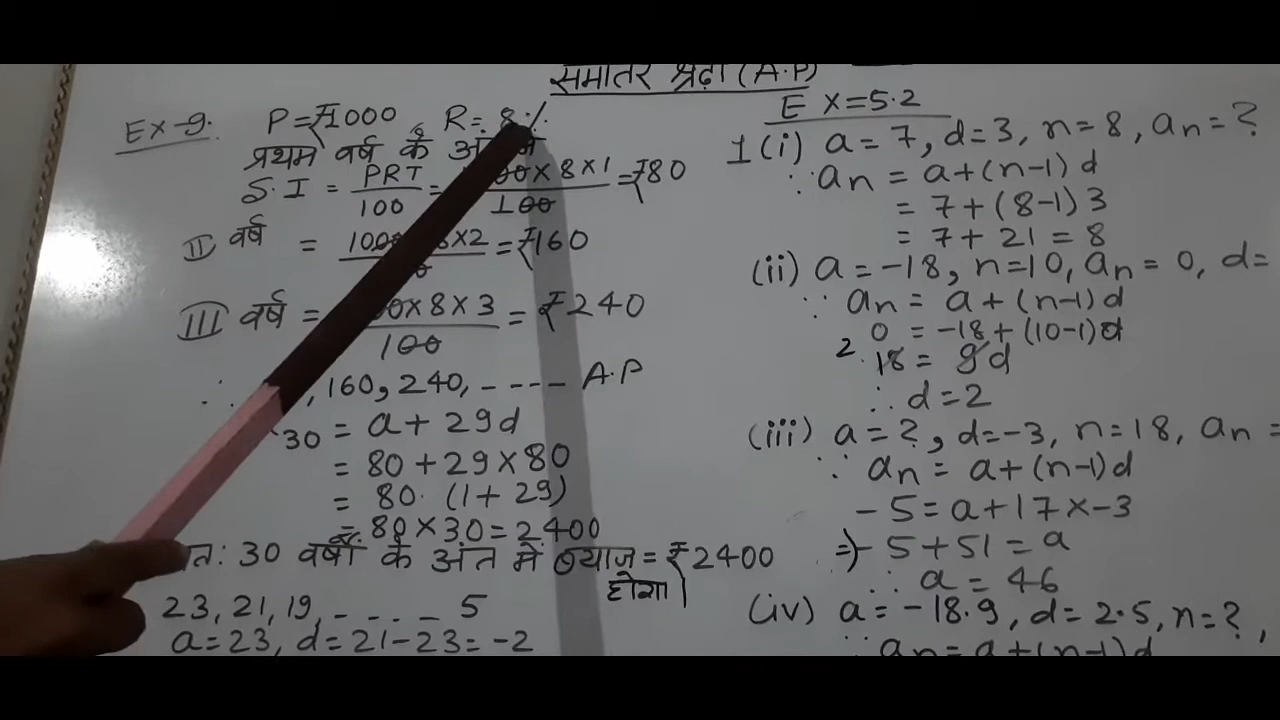 समांतर श्रेढ़ी (A.P)
Ex-9. P=₹1000, R=8%
प्रथम वर्ष के
S.I = PRT/100 = ×8×1/100 = ₹80
II वर्ष = 100 ×2 = ₹160
III वर्ष = 0×8×3/100 = ₹240
∴ , 160, 240, ---- A.P
30 = a+29d
= 80+29×80
= 80.(1+29)
= 80×30=2400
30 वर्षों के अंत मे ब्याज = ₹2400
होगा
23, 21, 19, - - - - 5
a=23, d=21-23=-2
Ex=5.2
1(i) a=7, d=3, n=8, an=?
∵ an = a+(n-1)d
= 7+(8-1)3
= 7+21=8
(ii) a=-18, n=10, an=0, d=
∵ an = a+(n-1)d
0 = -18+(10-1)d
2 18 = 9d
∴ d=2
(iii) a=?, d=-3, n=18, an=
∵ an = a+(n-1)d
-5=a+17×-3
⇒ -5+51=a
∴ a=46
(iv) a=-18.9, d=2.5, n=?,
∵ an=a+(n-1)d